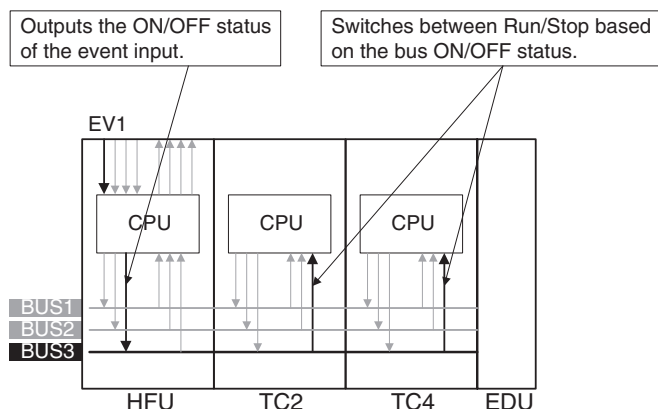 Outputs the ON/OFF status
of the event input.
Switches between Run/Stop based
on the bus ON/OFF status.
EV1
CPU
CPU
CPU
BUS1
BUS2
BUS3
HFU
TC2
TC4
EDU